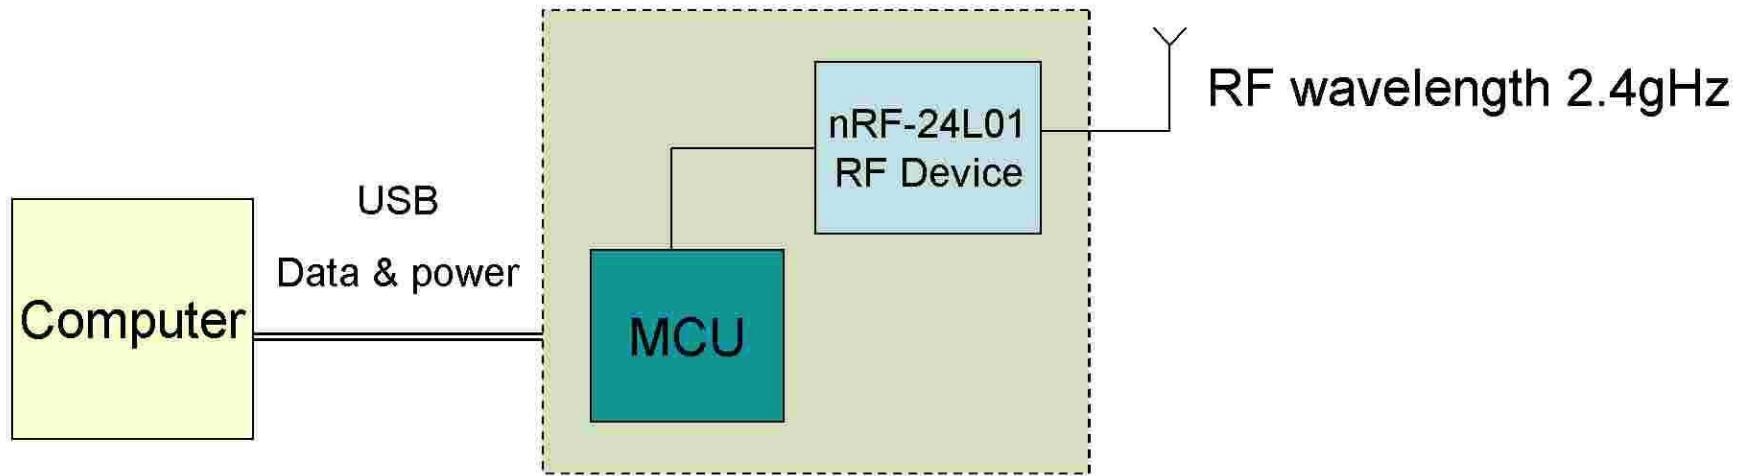 Computer
USB
Data & power
MCU
nRF-24L01
RF Device
RF wavelength 2.4gHz